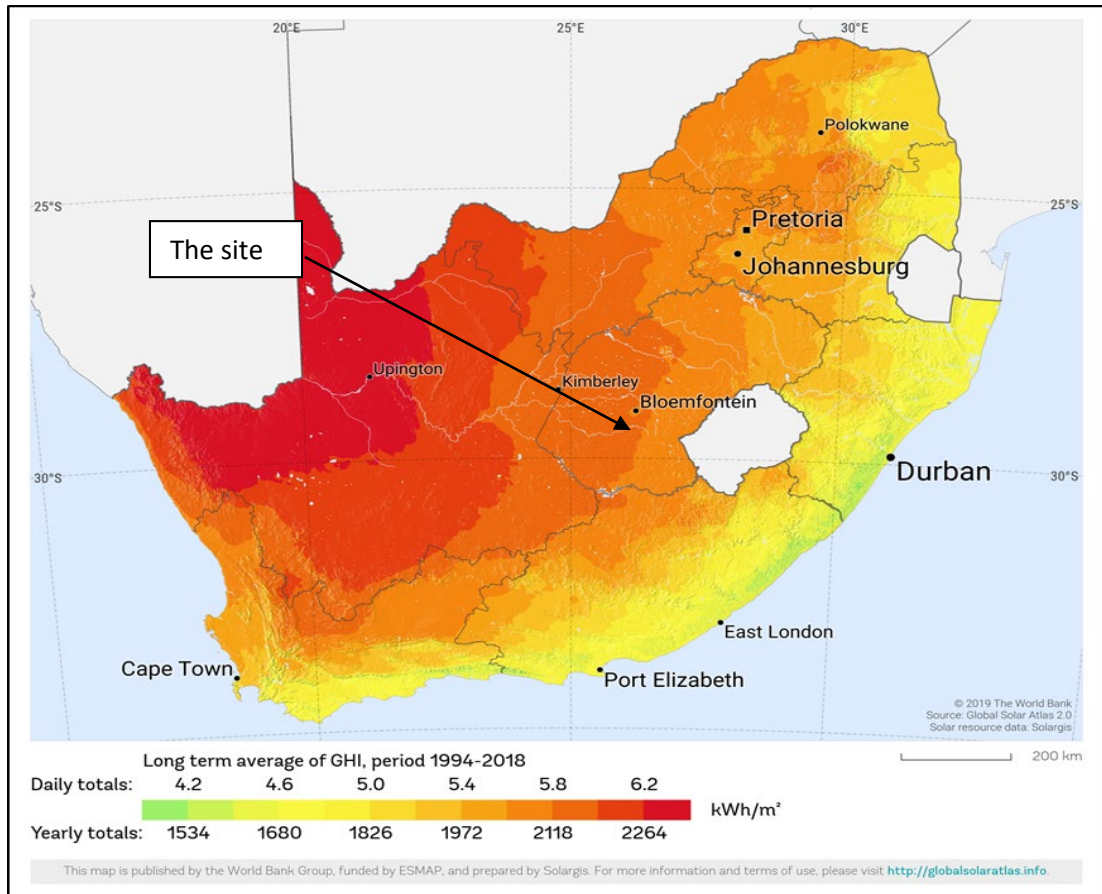 20°E
25°E
30°E
Polokwane
25°S
25°S
Pretoria
The site
Johannesburg
Upington
Kimberley
Bloemfontein
Durban
30°S
30°S
East London
Cape Town
Port Elizabeth
© 2019 The World Bank
Source: Global Solar Atlas 2.0
Solar resource data: Solargis
200 km
Long term average of GHI, period 1994-2018
Daily totals: 4.2 4.6 5.0 5.4 5.8 6.2
kWh/m²
Yearly totals: 1534 1680 1826 1972 2118 2264
This map is published by the World Bank Group, funded by ESMAP, and prepared by Solargis. For more information and terms of use, please visit http://globalsolaratlas.info.